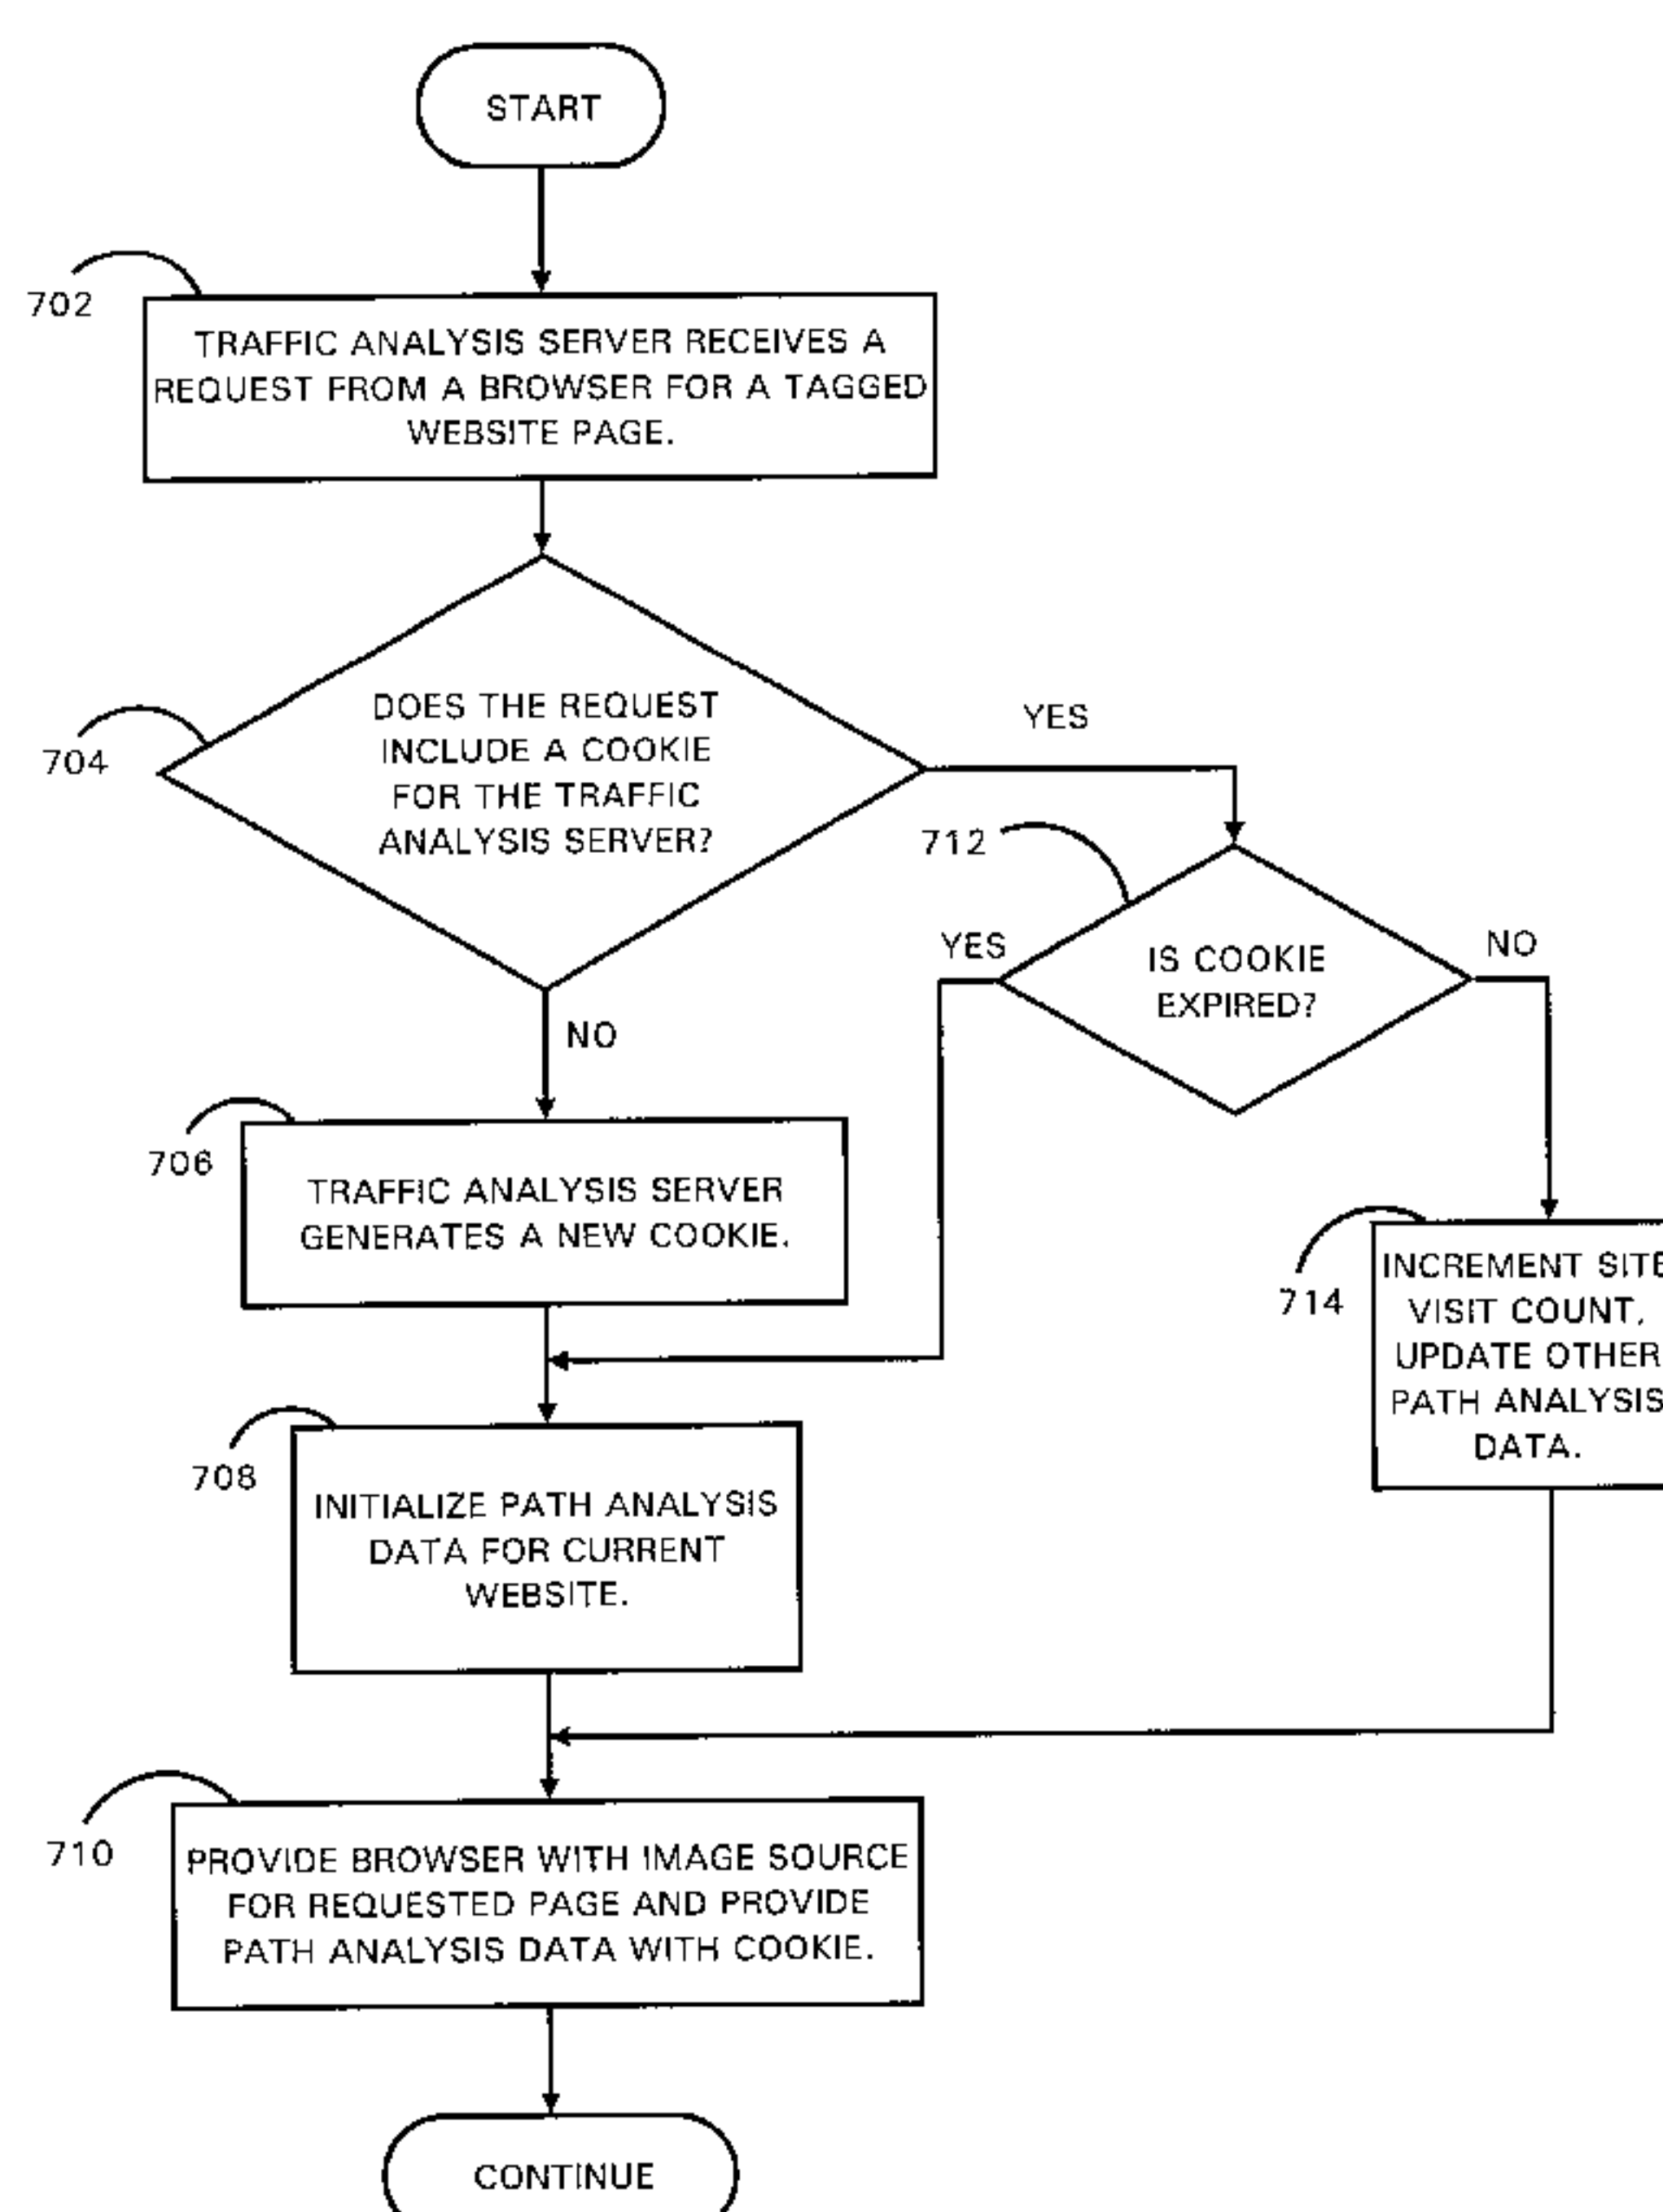 START
702
TRAFFIC ANALYSIS SERVER RECEIVES A
REQUEST FROM A BROWSER FOR A TAGGED
WEBSITE PAGE.
704
DOES THE REQUEST
INCLUDE A COOKIE
FOR THE TRAFFIC
ANALYSIS SERVER?
YES
712
YES
IS COOKIE
EXPIRED?
NO
NO
706
TRAFFIC ANALYSIS SERVER
GENERATES A NEW COOKIE.
714
INCREMENT SITE
VISIT COUNT,
UPDATE OTHER
PATH ANALYSIS
DATA.
708
INITIALIZE PATH ANALYSIS
DATA FOR CURRENT
WEBSITE.
710
PROVIDE BROWSER WITH IMAGE SOURCE
FOR REQUESTED PAGE AND PROVIDE
PATH ANALYSIS DATA WITH COOKIE.
CONTINUE